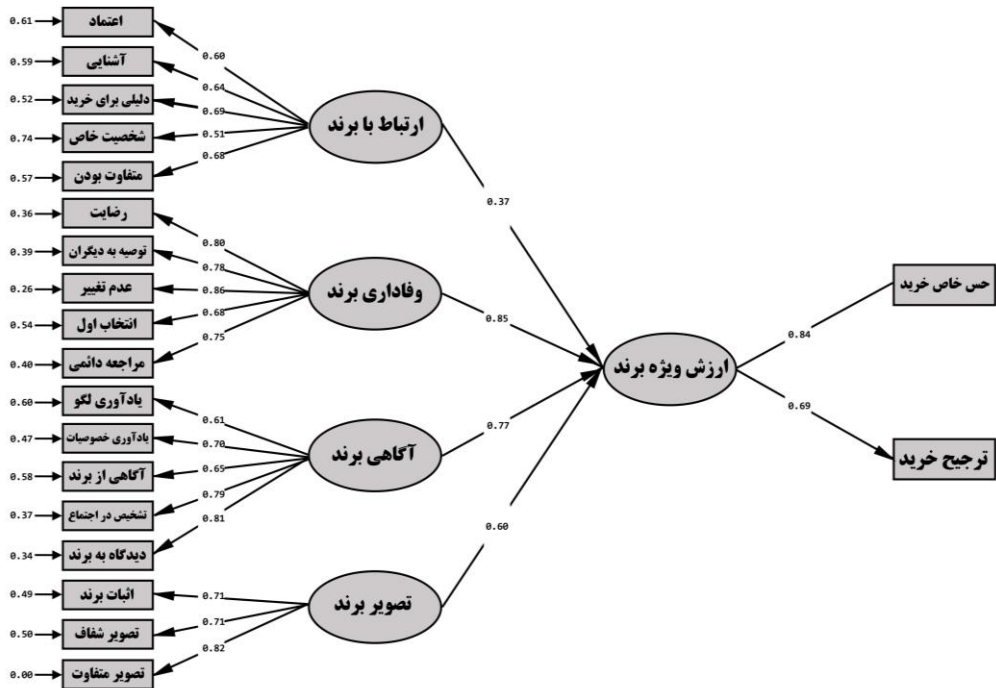 0.61
اعتماد
0.60
0.59
آشنایی
0.64
0.52
دلیلی برای خرید
0.69
0.74
شخصیت خاص
0.51
0.57
متفاوت بودن
0.68
ارتباط با برند
0.37
0.36
رضایت
0.80
0.39
توصیه به دیگران
0.78
0.26
عدم تغییر
0.86
0.54
انتخاب اول
0.68
0.40
مراجعه دائمی
0.75
وفاداری برند
0.85
0.60
یادآوری لگو
0.61
0.47
یادآوری خصوصیات
0.70
0.58
آگاهی از برند
0.65
0.37
تشخیص در اجتماع
0.79
0.34
دیدگاه به برند
0.81
آگاهی برند
0.77
0.49
اثبات برند
0.71
0.50
تصویر شفاف
0.71
0.00
تصویر متفاوت
0.82
تصویر برند
0.60
ارزش ویژه برند
0.84
حس خاص خرید
0.69
ترجیح خرید